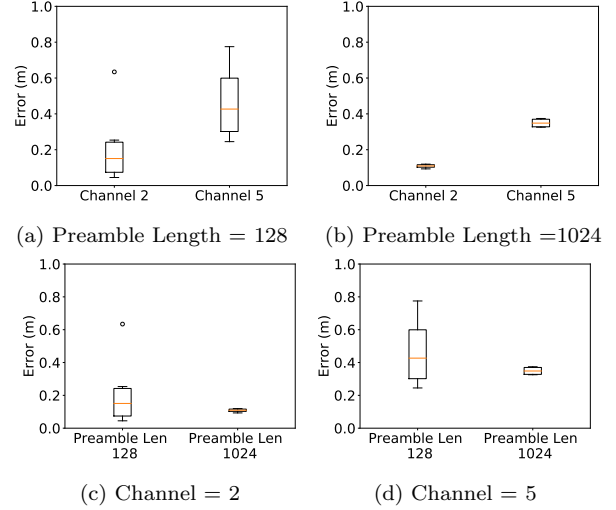 1.0
0.8
0.6
0.4
0.2
0.0
Error (m)
Channel 2 Channel 5
(a) Preamble Length = 128
1.0
0.8
0.6
0.4
0.2
0.0
Error (m)
Channel 2 Channel 5
(b) Preamble Length =1024
1.0
0.8
0.6
0.4
0.2
0.0
Error (m)
Preamble Len Preamble Len
128 1024
(c) Channel = 2
1.0
0.8
0.6
0.4
0.2
0.0
Error (m)
Preamble Len Preamble Len
128 1024
(d) Channel = 5